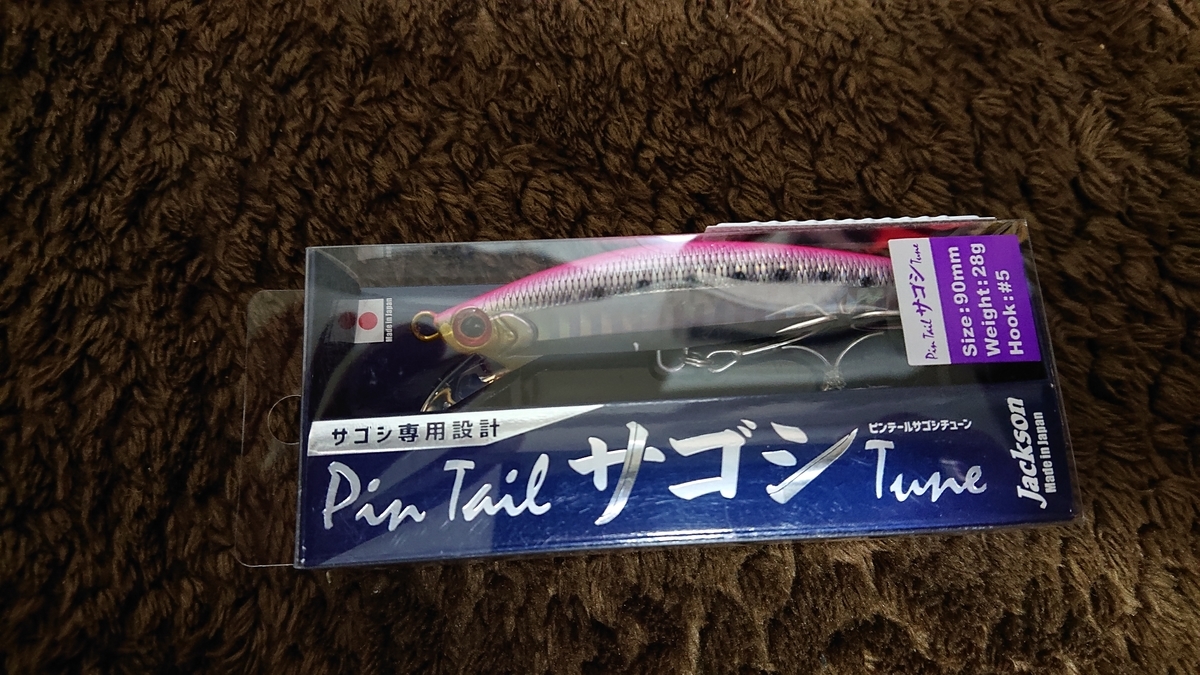 Made in Japan
Pin Tail サゴシ Tune
Size:90mm
Weight:28g
Hook:#5
サゴシ専用設計
ピンテールサゴシチューン
Pin Tail サゴシ Tune
Jackson
Made in Japan